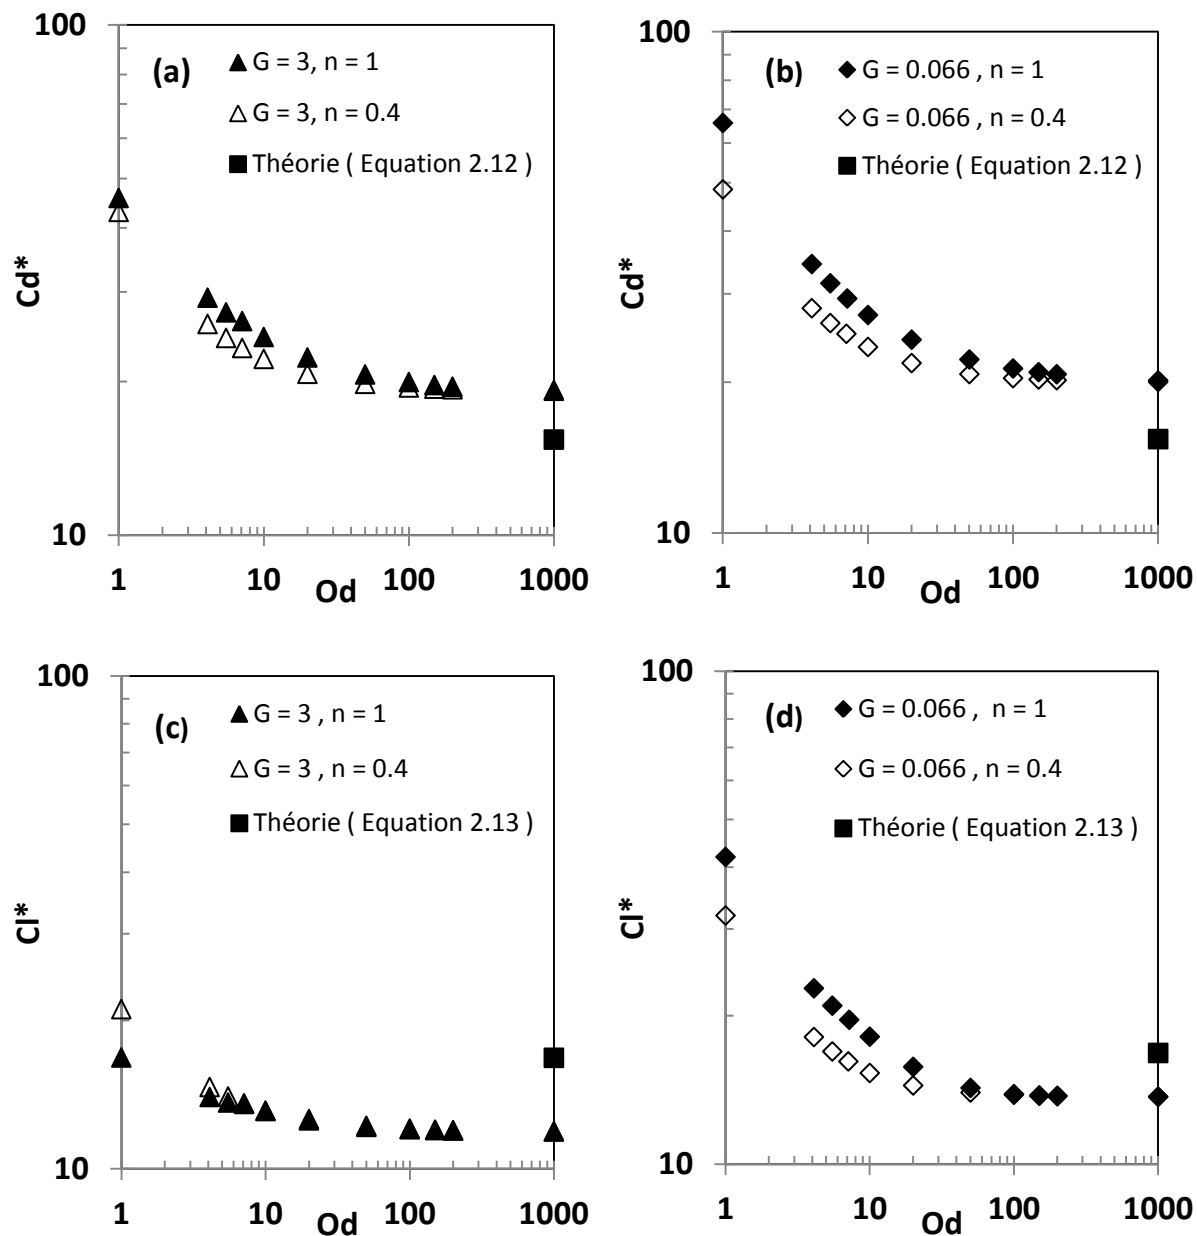 100
(a)
G = 3, n = 1
G = 3, n = 0.4
Théorie ( Equation 2.12 )
Cd*
10
1 10 100 1000
Od
100
(b)
G = 0.066 , n = 1
G = 0.066 , n = 0.4
Théorie ( Equation 2.12 )
Cd*
10
1 10 100 1000
Od
100
(c)
G = 3 , n = 1
G = 3 , n = 0.4
Théorie ( Equation 2.13 )
Cl*
10
1 10 100 1000
Od
100
(d)
G = 0.066 , n = 1
G = 0.066 , n = 0.4
Théorie ( Equation 2.13 )
Cl*
10
1 10 100 1000
Od